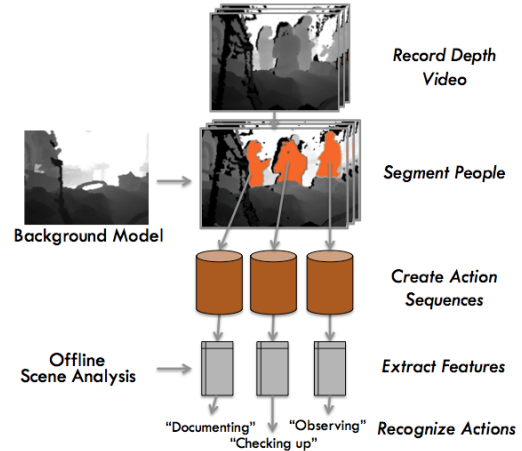 Record Depth
Video
Segment People
Background Model
Create Action
Sequences
Offline
Scene Analysis
Extract Features
“Documenting”
“Observing”
“Checking up”
Recognize Actions